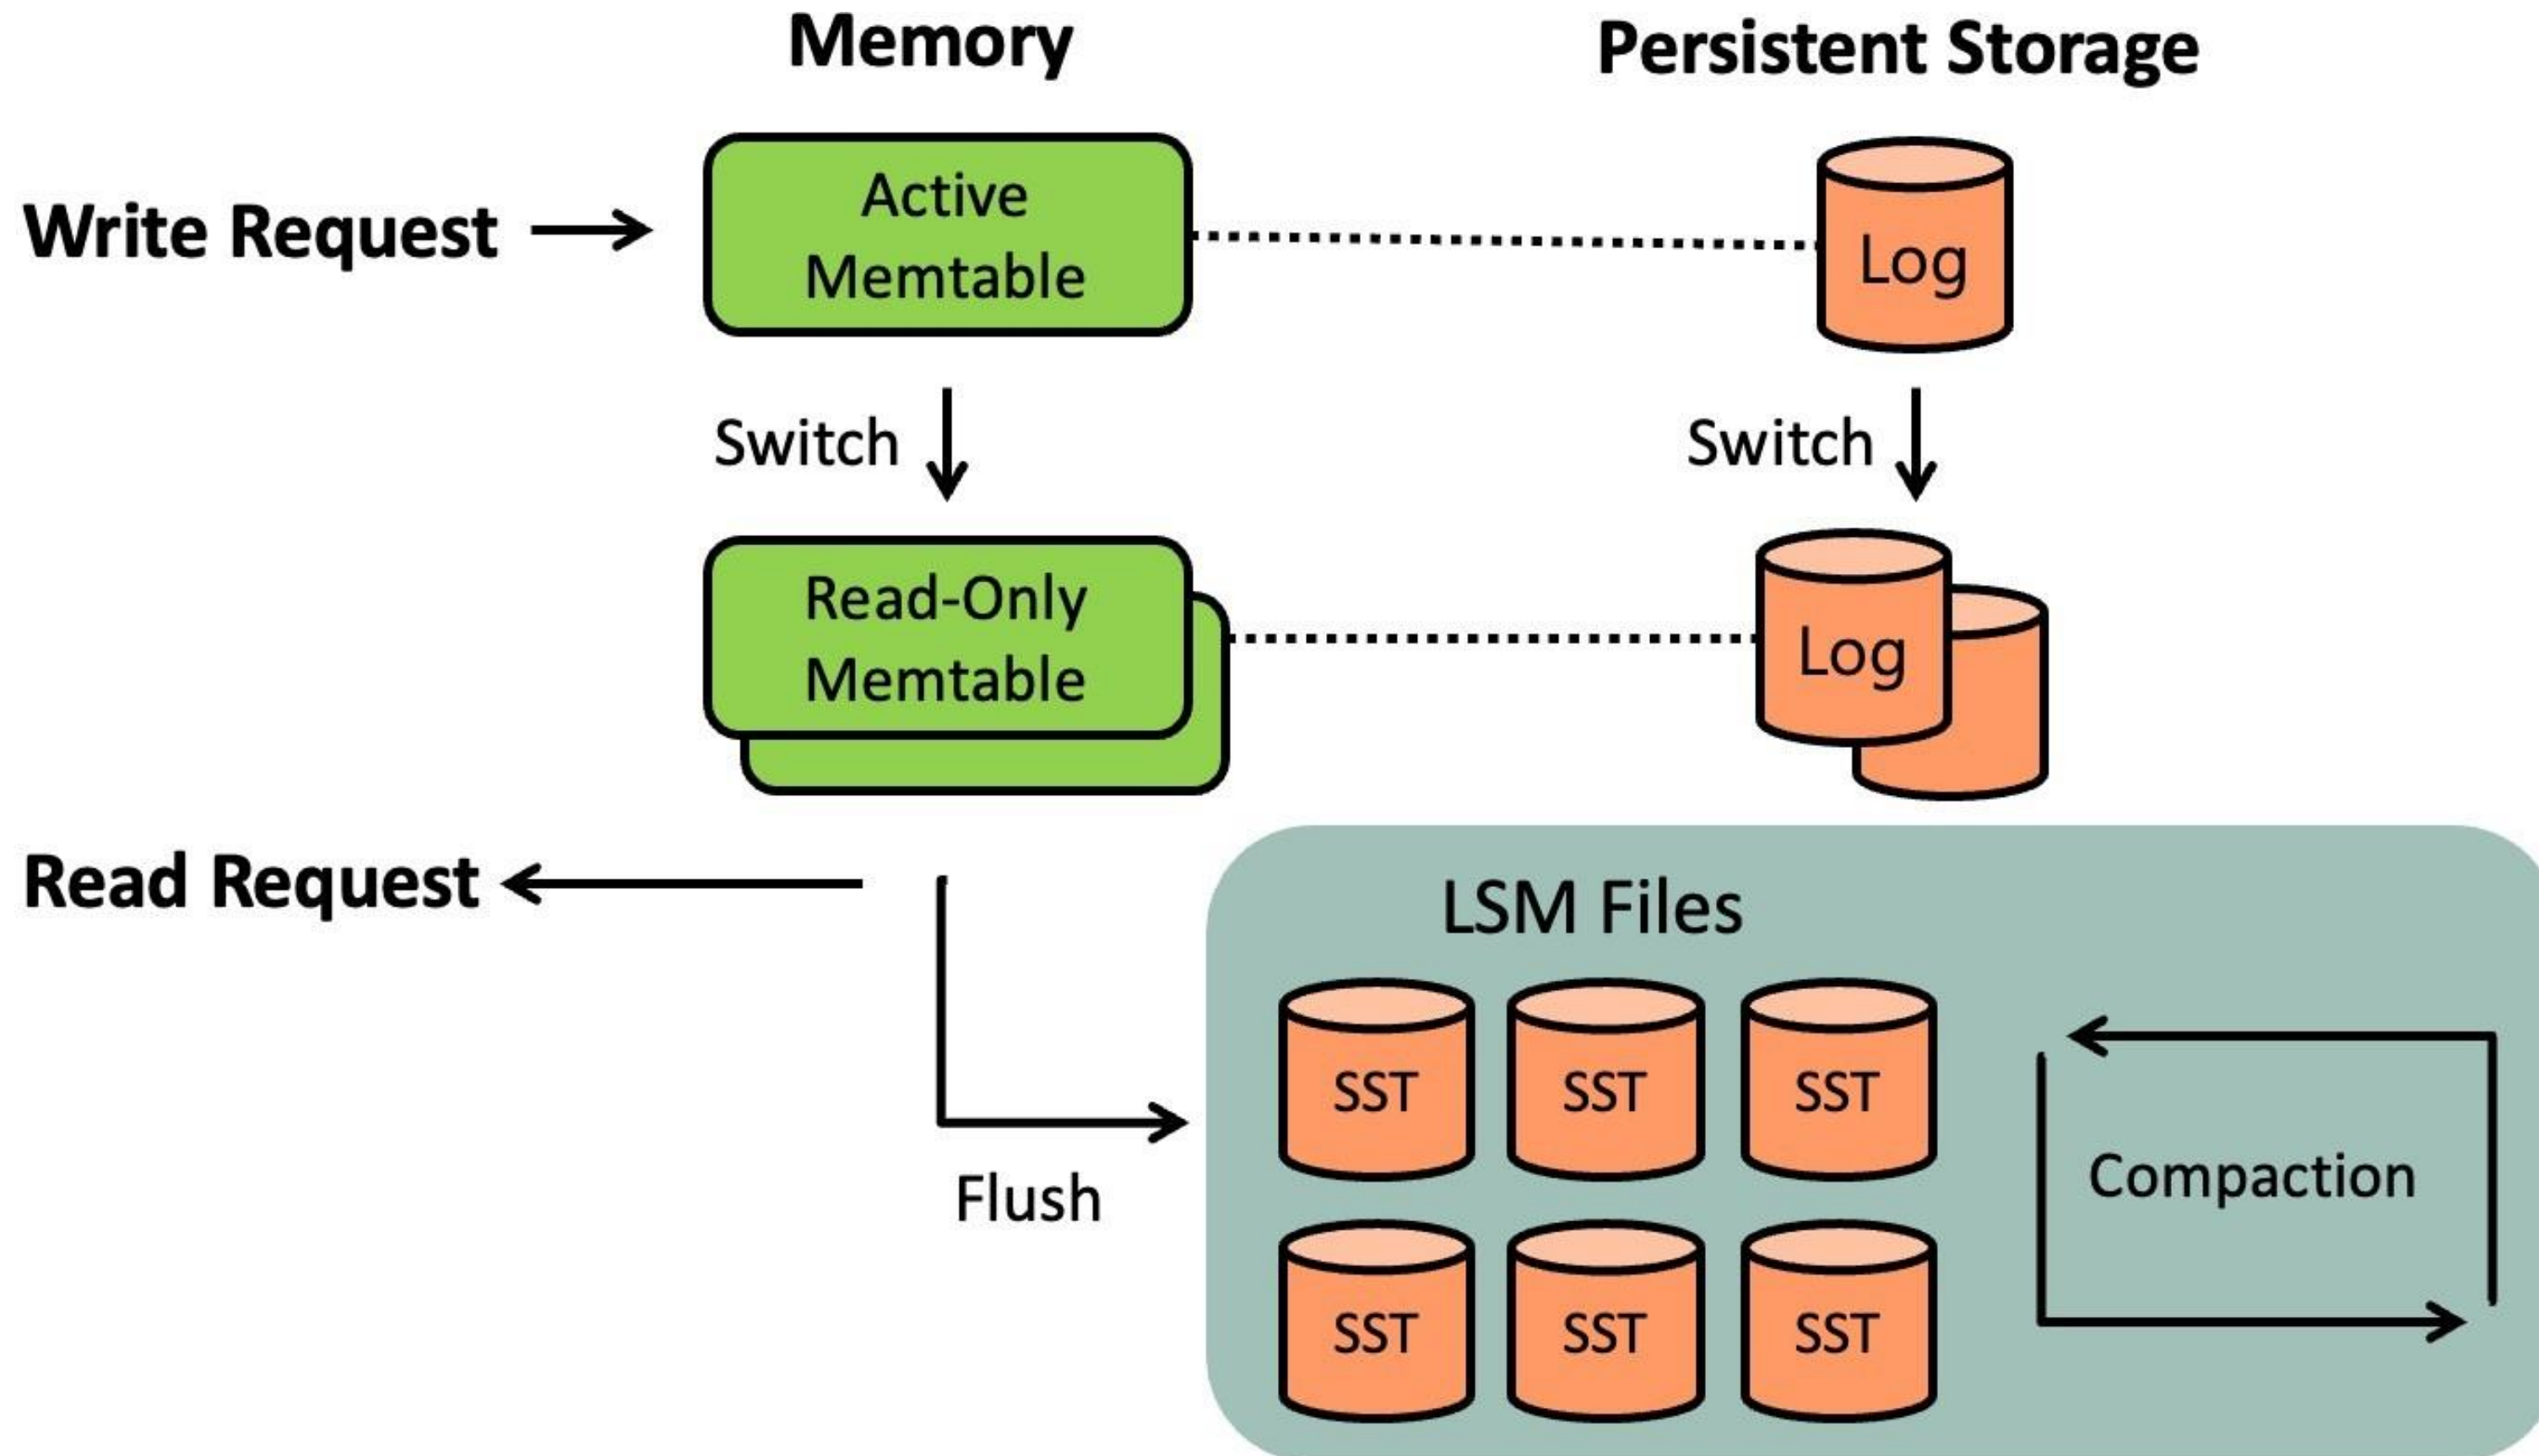 Memory
Persistent Storage
Write Request
Active
Memtable
Log
Switch
Switch
Read-Only
Memtable
Log
Read Request
LSM Files
SST
SST
SST
Compaction
Flush
SST
SST
SST